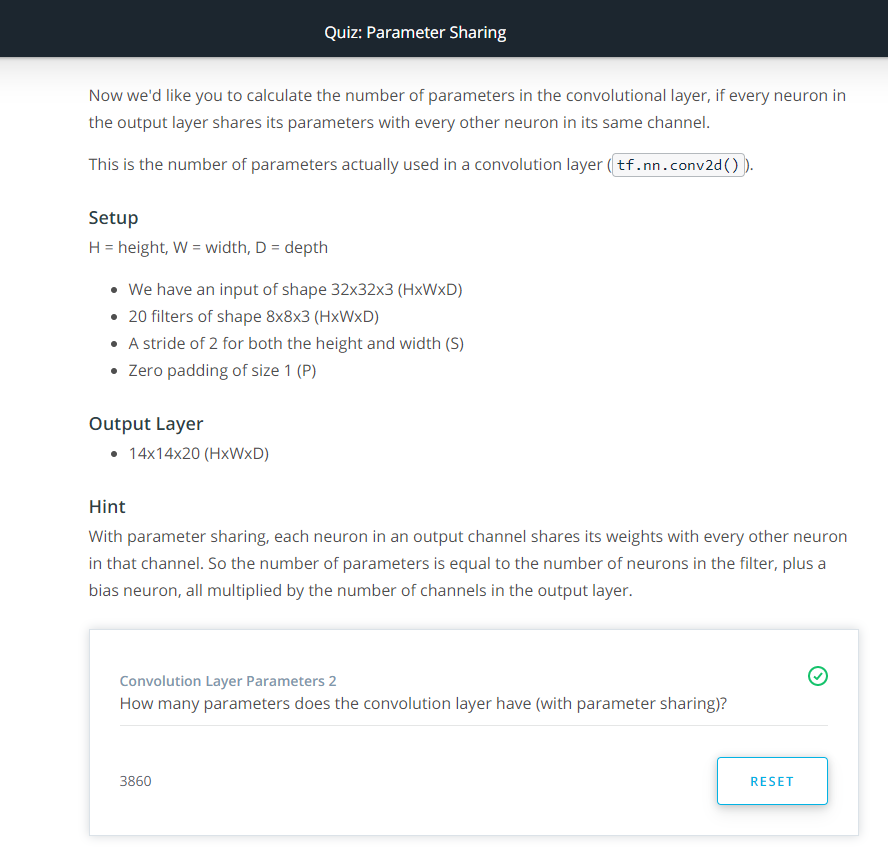 Quiz: Parameter Sharing
Now we'd like you to calculate the number of parameters in the convolutional layer, if every neuron in
the output layer shares its parameters with every other neuron in its same channel.
This is the number of parameters actually used in a convolution layer (tf.nn.conv2d()).
Setup
H = height, W = width, D = depth
• We have an input of shape 32x32x3 (HxWxD)
• 20 filters of shape 8x8x3 (HxWxD)
• A stride of 2 for both the height and width (S)
• Zero padding of size 1 (P)
Output Layer
• 14x14x20 (HxWxD)
Hint
With parameter sharing, each neuron in an output channel shares its weights with every other neuron
in that channel. So the number of parameters is equal to the number of neurons in the filter, plus a
bias neuron, all multiplied by the number of channels in the output layer.
Convolution Layer Parameters 2
How many parameters does the convolution layer have (with parameter sharing)?
3860
RESET